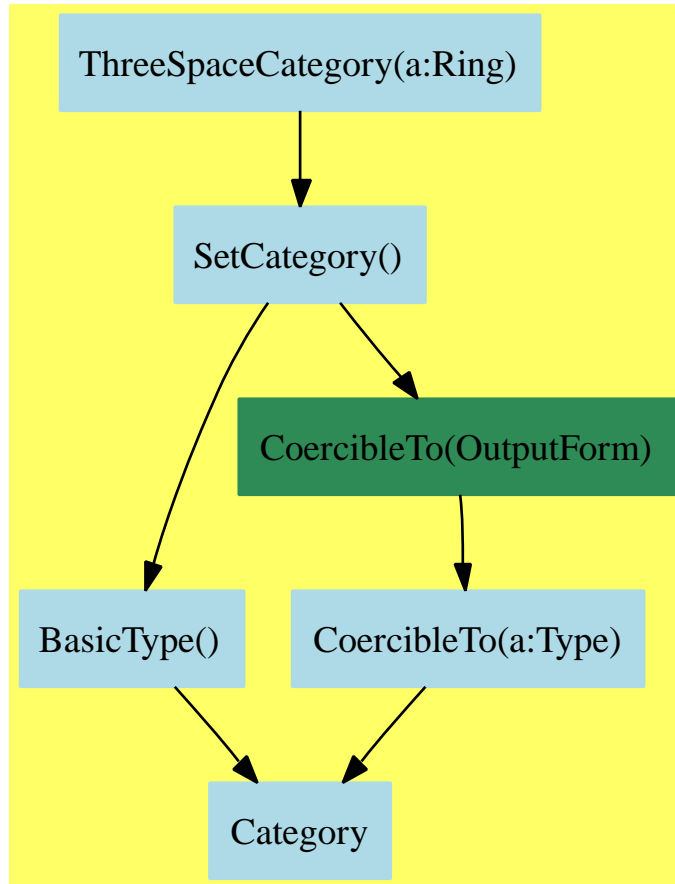 ThreeSpaceCategory(a:Ring)
SetCategory()
CoercibleTo(OutputForm)
BasicType()
CoercibleTo(a:Type)
Category